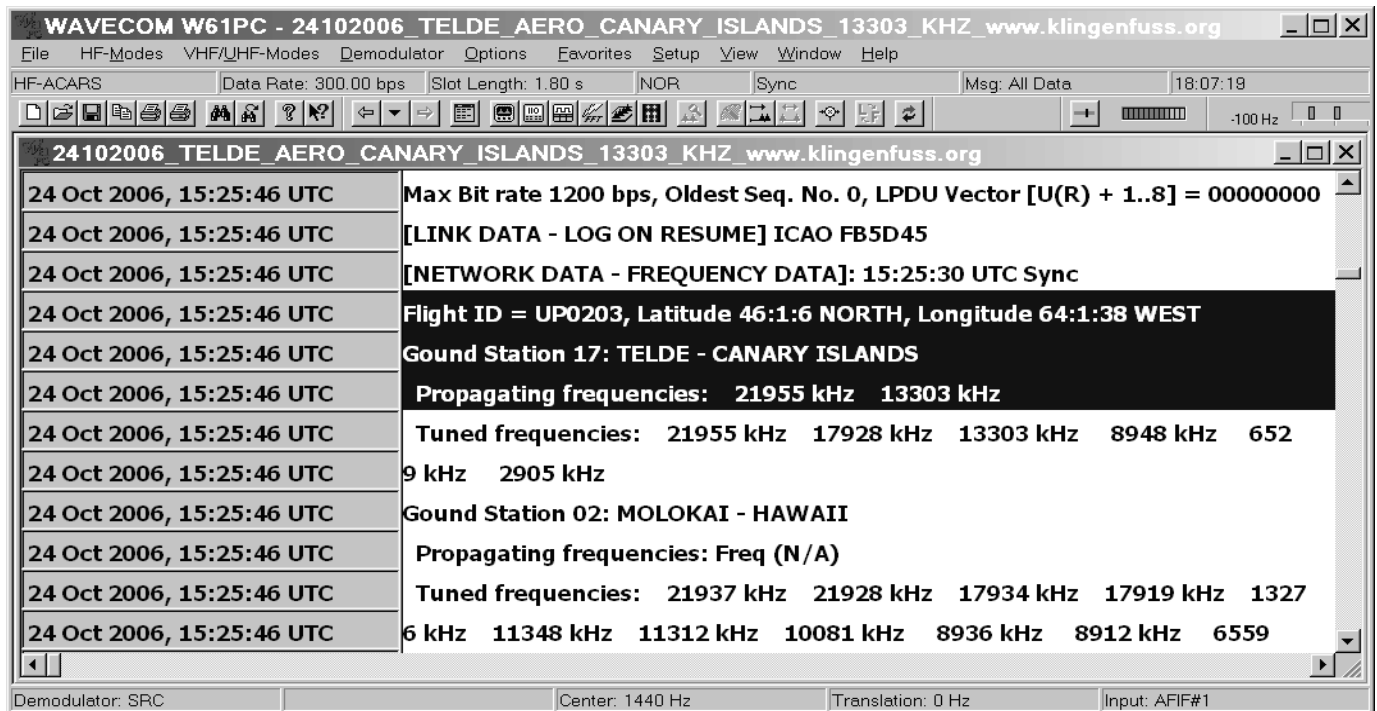 WAVECOM W61PC - 24102006_TELDE_AERO_CANARY_ISLANDS_13303_KHZ_www.klingenfuss.org
File HF-Modes VHF/UHF-Modes Demodulator Options Favorites Setup View Window Help
HF-ACARS Data Rate: 300.00 bps Slot Length: 1.80 s NOR Sync Msg: All Data 18:07:19
-100 Hz
24102006_TELDE_AERO_CANARY_ISLANDS_13303_KHZ_www.klingenfuss.org
24 Oct 2006, 15:25:46 UTC Max Bit rate 1200 bps, Oldest Seq. No. 0, LPDU Vector [U(R) + 1..8] = 00000000
24 Oct 2006, 15:25:46 UTC [LINK DATA - LOG ON RESUME] ICAO FB5D45
24 Oct 2006, 15:25:46 UTC [NETWORK DATA - FREQUENCY DATA]: 15:25:30 UTC Sync
24 Oct 2006, 15:25:46 UTC Flight ID = UP0203, Latitude 46:1:6 NORTH, Longitude 64:1:38 WEST
24 Oct 2006, 15:25:46 UTC Gound Station 17: TELDE - CANARY ISLANDS
24 Oct 2006, 15:25:46 UTC Propagating frequencies: 21955 kHz 13303 kHz
24 Oct 2006, 15:25:46 UTC Tuned frequencies: 21955 kHz 17928 kHz 13303 kHz 8948 kHz 652
24 Oct 2006, 15:25:46 UTC 9 kHz 2905 kHz
24 Oct 2006, 15:25:46 UTC Gound Station 02: MOLOKAI - HAWAII
24 Oct 2006, 15:25:46 UTC Propagating frequencies: Freq (N/A)
24 Oct 2006, 15:25:46 UTC Tuned frequencies: 21937 kHz 21928 kHz 17934 kHz 17919 kHz 1327
24 Oct 2006, 15:25:46 UTC 6 kHz 11348 kHz 11312 kHz 10081 kHz 8936 kHz 8912 kHz 6559
Demodulator: SRC Center: 1440 Hz Translation: 0 Hz Input: AFIF#1